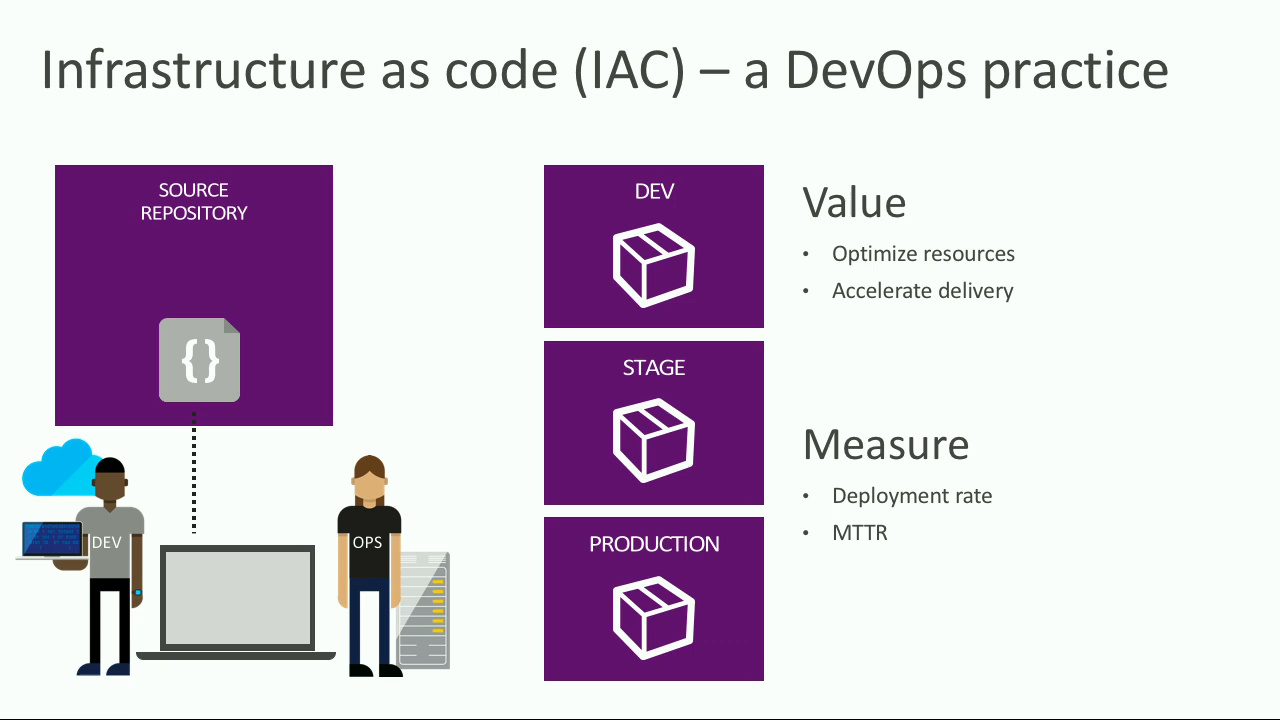 Infrastructure as code (IAC) – a DevOps practice
SOURCE
REPOSITORY
{ }
DEV
OPS
DEV
STAGE
PRODUCTION
Value
• Optimize resources
• Accelerate delivery
Measure
• Deployment rate
• MTTR